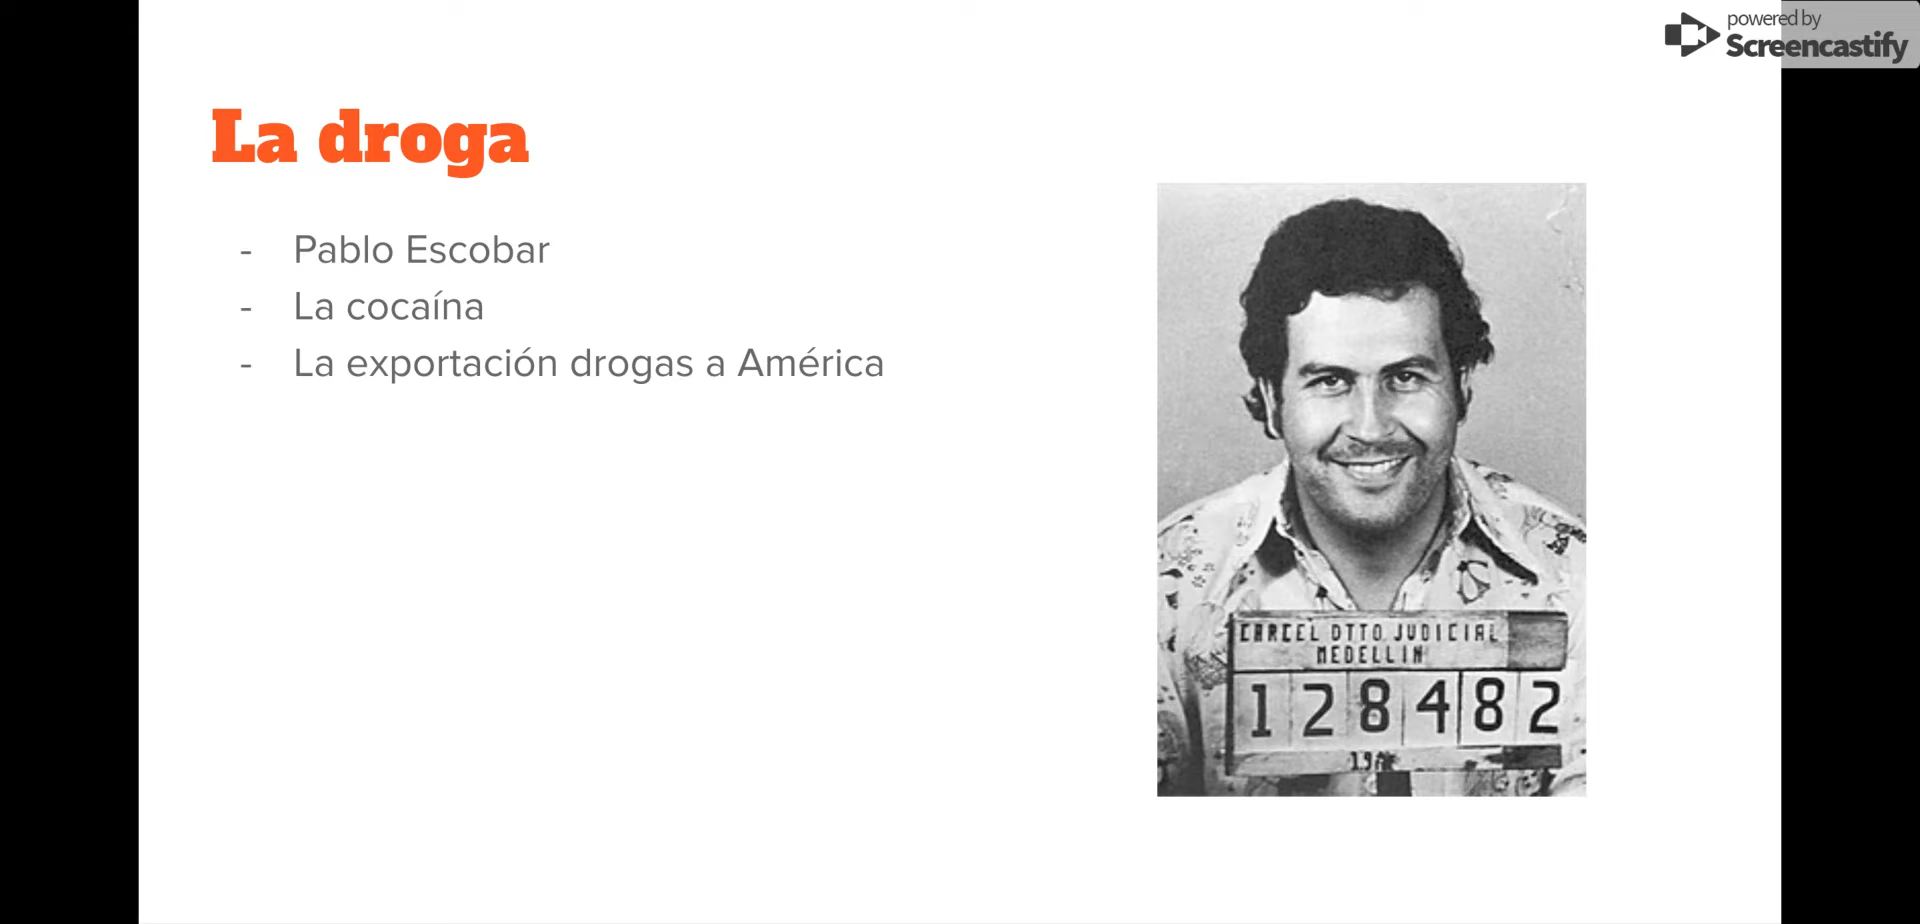 powered by
Screencastify
La droga
- Pablo Escobar
- La cocaína
- La exportación drogas a América
CARCEL DTTO JUDICIAL
MEDELLIN
128482